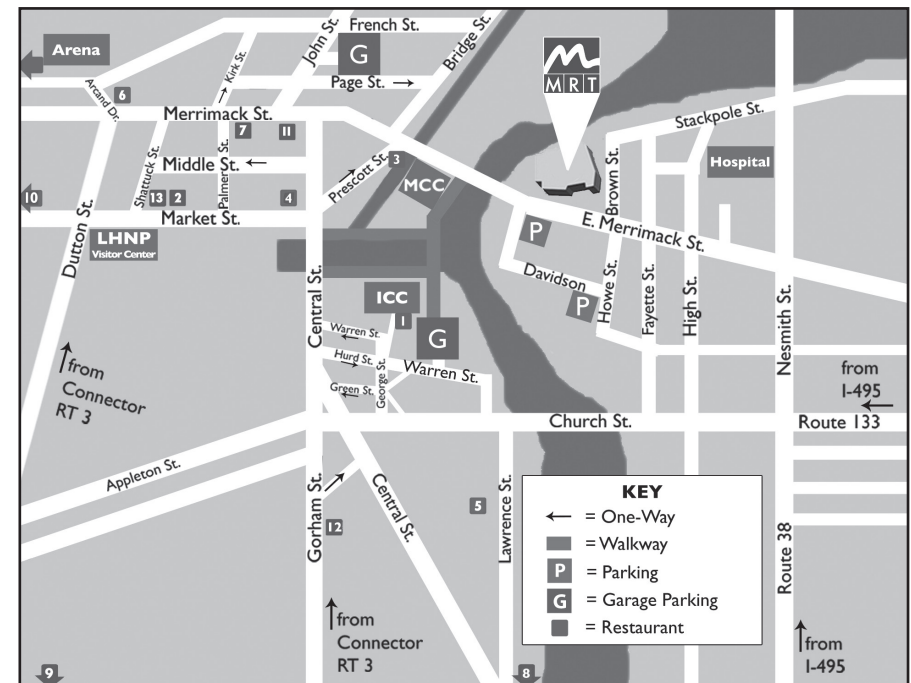 French St.
John St.
Bridge St.
Arena
G
Kirk St.
Page St.
MRT
Arcand Dr.
6
Merrimack St.
Stackpole St.
7
11
Middle St.
3
Prescott St.
MCC
Hospital
Shattuck St.
Palmer St.
Brown St.
10
13
2
4
Market St.
E. Merrimack St.
P
LHNP
Visitor Center
Dutton St.
Davidson
P
Howe St.
Fayette St.
High St.
Nesmith St.
Central St.
ICC
1
G
Warren St.
Hurd St.
Warren St.
Green St.
George St.
from
Connector
RT 3
from
I-495
Church St.
Route 133
Appleton St.
Gorham St.
Central St.
5
Lawrence St.
12
Route 38
KEY
= One-Way
= Walkway
P = Parking
G = Garage Parking
= Restaurant
from
Connector
RT 3
from
I-495
9
8